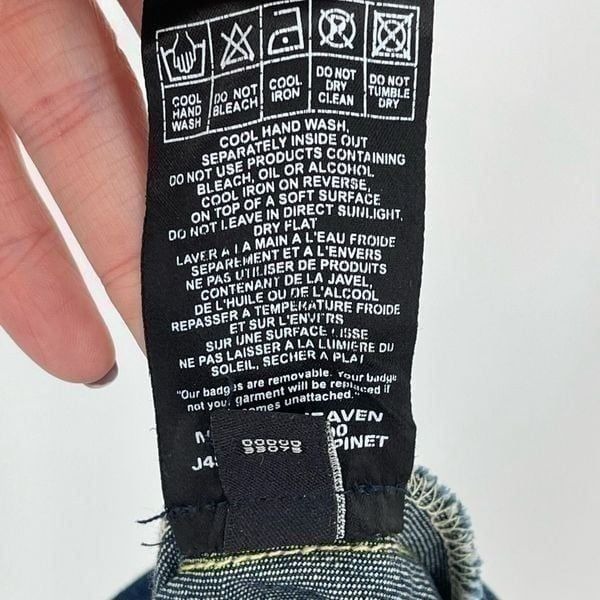 COOL HAND WASH
DO NOT BLEACH
COOL IRON
DO NOT DRY CLEAN
DO NOT TUMBLE DRY
COOL HAND WASH,
SEPARATELY INSIDE OUT
DO NOT USE PRODUCTS CONTAINING
BLEACH, OIL OR ALCOHOL
COOL IRON ON REVERSE,
ON TOP OF A SOFT SURFACE
DO NOT LEAVE IN DIRECT SUNLIGHT.
DRY FLAT
LAVER A LA MAIN A L'EAU FROIDE
SEPAREMENT ET A L'ENVERS
NE PAS UTILISER DE PRODUITS
CONTENANT DE LA JAVEL,
DE L'HUILE OU DE L'ALCOOL
REPASSER A TEMPERATURE FROIDE
ET SUR L'ENVERS
SUR UNE SURFACE LISSE
NE PAS LAISSER A LA LUMIERE DU
SOLEIL, SECHER A PLAT
"Our badges are removable. Your badge
not your garment will be replaced if
unattached."
33075